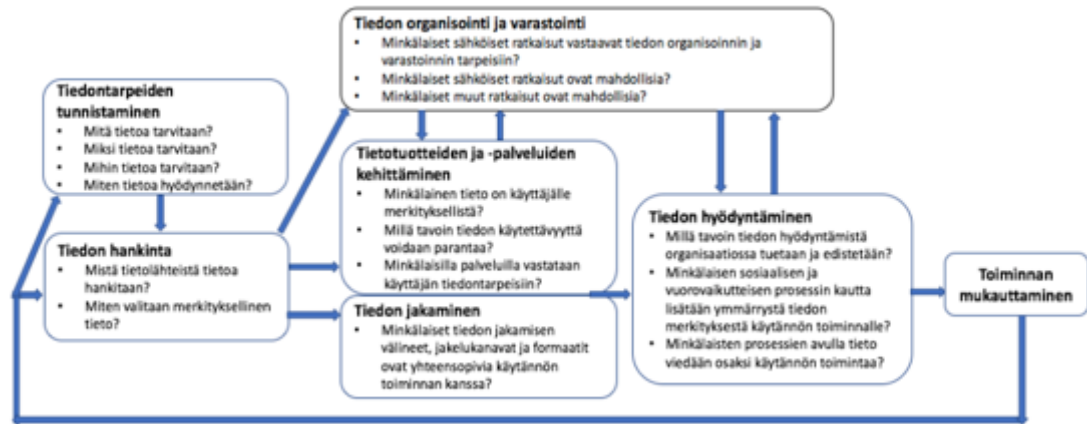 Tiedon organisointi ja varastointi
• Minkälaiset sähköiset ratkaisut vastaavat tiedon organisoinnin ja
varastoinnin tarpeisiin?
• Minkälaiset sähköiset ratkaisut ovat mahdollisia?
• Minkälaiset muut ratkaisut ovat mahdollisia?
Tiedontarpeiden
tunnistaminen
• Mitä tietoa tarvitaan?
• Miksi tietoa tarvitaan?
• Mihin tietoa tarvitaan?
• Miten tietoa hyödynnetään?
Tiedon hankinta
• Mistä tietolähteistä tietoa
hankitaan?
• Miten valitaan merkityksellinen
tieto?
Tietotuotteiden ja -palveluiden
kehittäminen
• Minkälainen tieto on käyttäjälle
merkityksellistä?
• Millä tavoin tiedon käytettävyyttä
voidaan parantaa?
• Minkälaisilla palveluilla vastataan
käyttäjän tiedontarpeisiin?
Tiedon jakaminen
• Minkälaiset tiedon jakamisen
välineet, jakelukanavat ja formaatit
ovat yhteensopivia käytännön
toiminnan kanssa?
Tiedon hyödyntäminen
• Millä tavoin tiedon hyödyntämistä
organisaatiossa tuetaan ja edistetään?
• Minkälaisen sosiaalisen ja
vuorovaikutteisen prosessin kautta
lisätään ymmärrystä tiedon
merkityksestä käytännön toiminnalle?
• Minkälaisten prosessien avulla tieto
viedään osaksi käytännön toimintaa?
Toiminnan
mukauttaminen